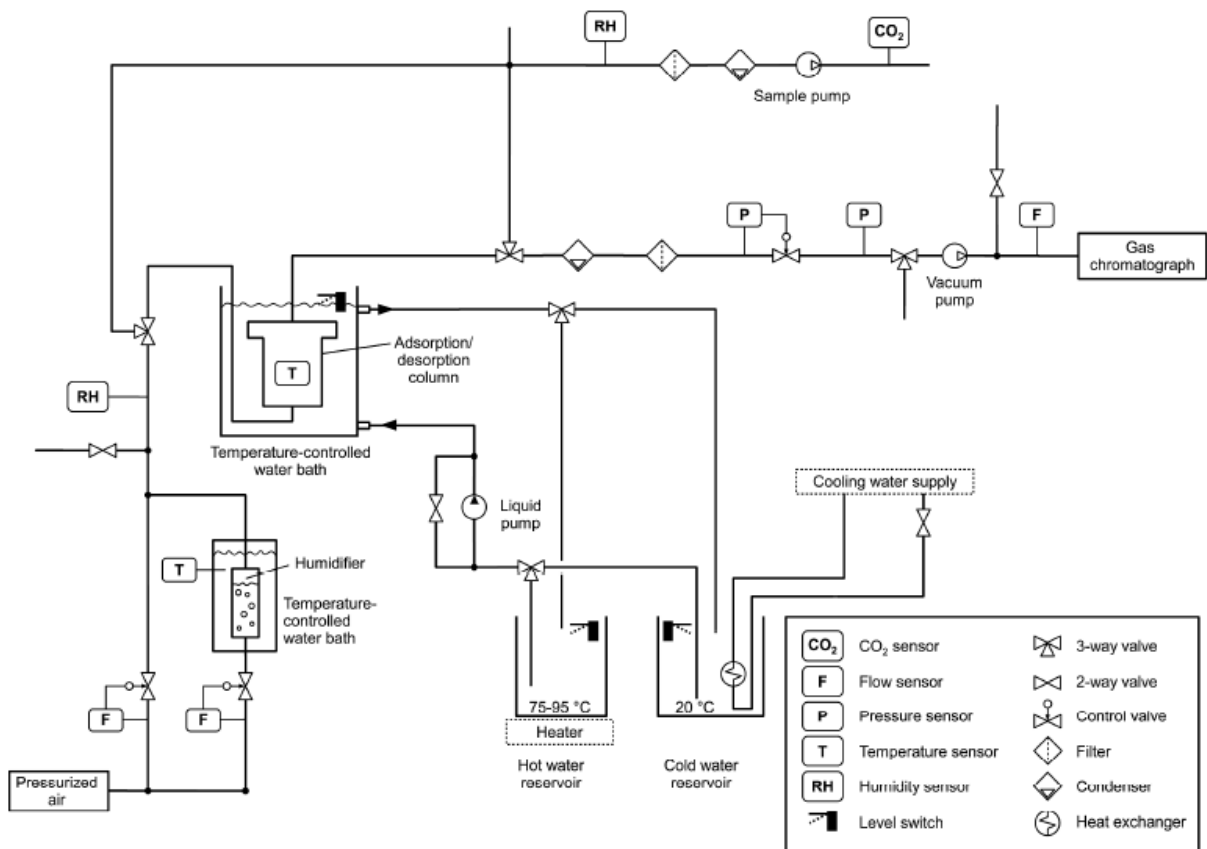 RH
CO₂
Sample pump
P
P
F
Gas
chromatograph
Vacuum
pump
Adsorption/
desorption
column
T
RH
Temperature-controlled
water bath
Cooling water supply
Liquid
pump
T
Humidifier
Temperature-
controlled
water bath
F
F
75-95 °C
20 °C
Heater
Hot water
reservoir
Cold water
reservoir
Pressurized
air
CO₂
CO₂ sensor
3-way valve
F
Flow sensor
2-way valve
P
Pressure sensor
Control valve
T
Temperature sensor
Filter
RH
Humidity sensor
Condenser
Level switch
Heat exchanger